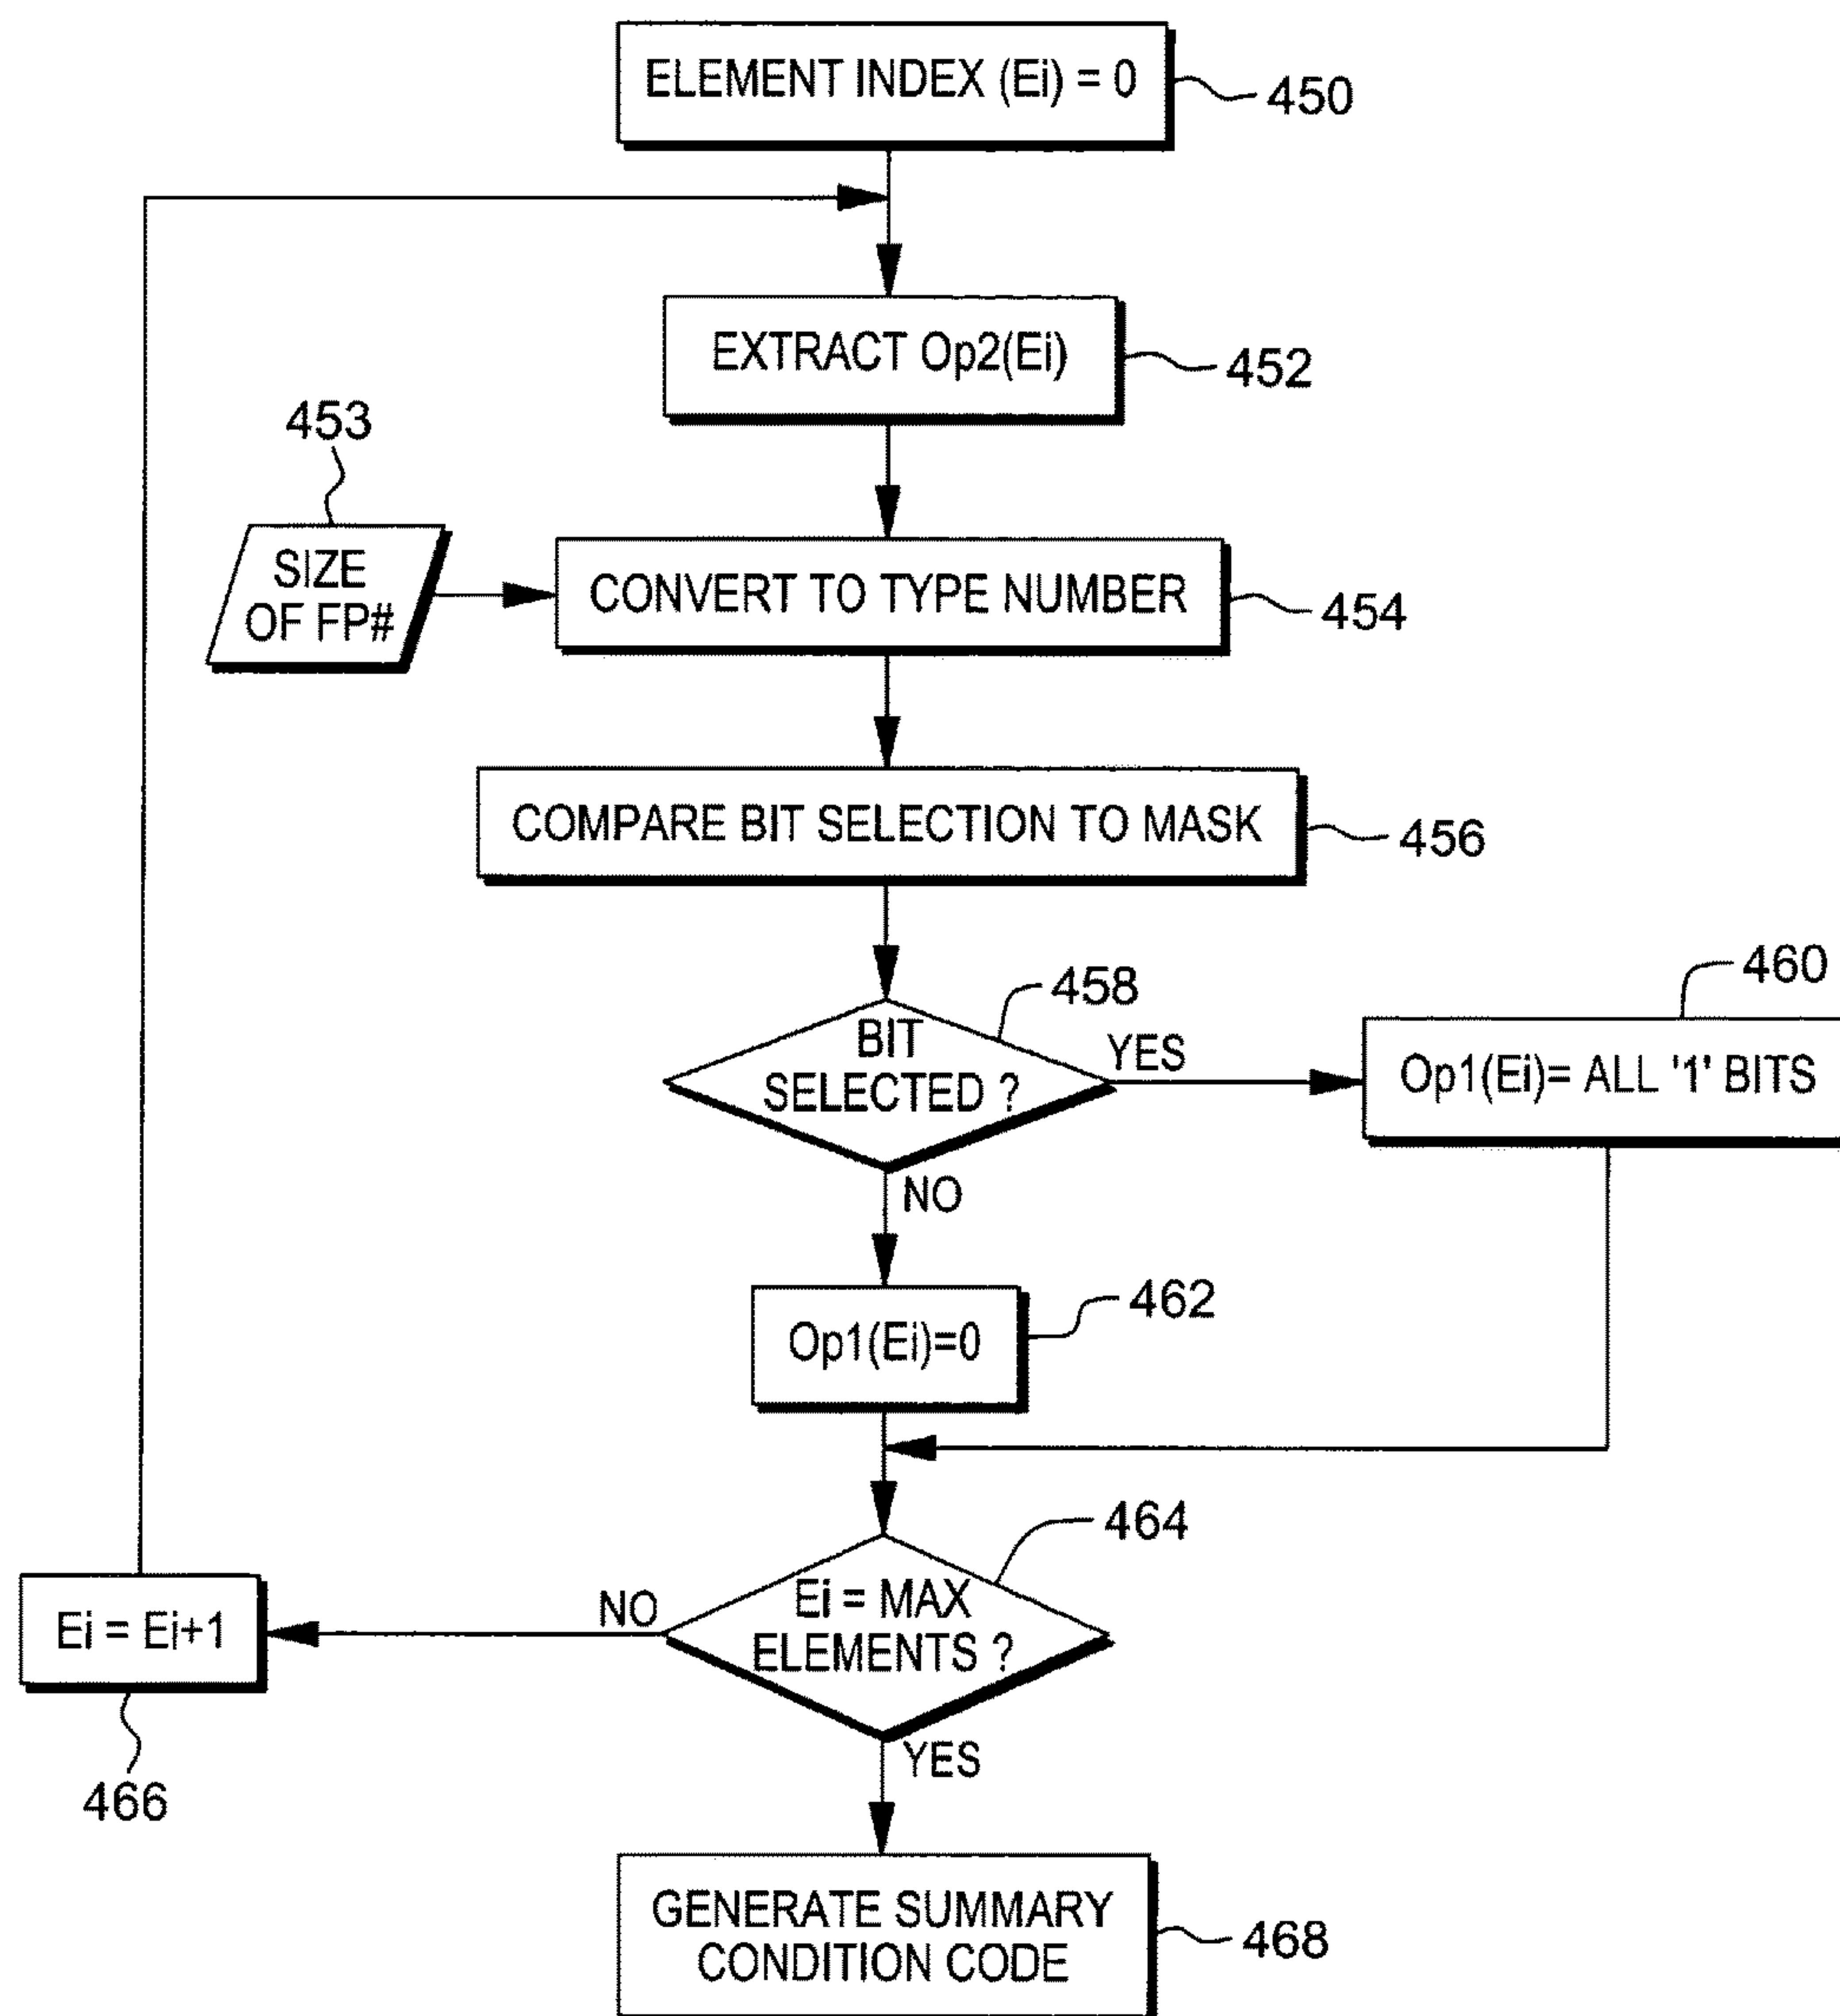 ELEMENT INDEX (Ei) = 0
450
EXTRACT Op2(Ei)
452
453
SIZE
OF FP#
CONVERT TO TYPE NUMBER
454
COMPARE BIT SELECTION TO MASK
456
458
BIT
SELECTED ?
YES
460
Op1(Ei)= ALL '1' BITS
NO
462
Op1(Ei)=0
464
Ei = MAX
ELEMENTS ?
NO
Ei = Ei+1
466
YES
GENERATE SUMMARY
CONDITION CODE
468